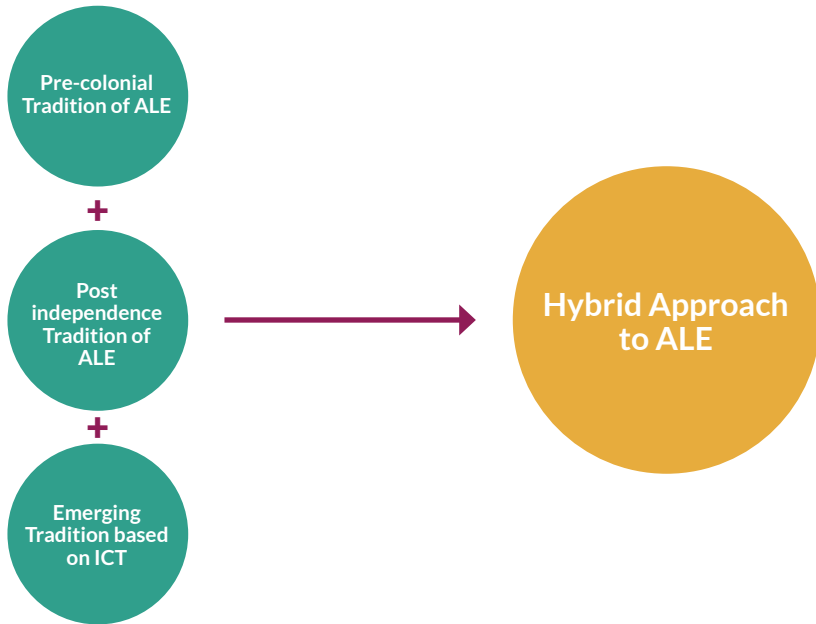 Pre-colonial
Tradition of ALE
+
Post
independence
Tradition of
ALE
+
Emerging
Tradition based
on ICT
Hybrid Approach
to ALE